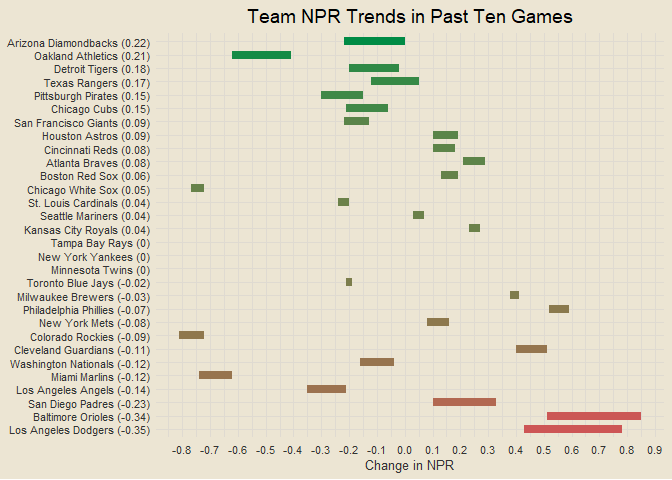 Team NPR Trends in Past Ten Games
Arizona Diamondbacks (0.22)
Oakland Athletics (0.21)
Detroit Tigers (0.18)
Texas Rangers (0.17)
Pittsburgh Pirates (0.15)
Chicago Cubs (0.15)
San Francisco Giants (0.09)
Houston Astros (0.09)
Cincinnati Reds (0.08)
Atlanta Braves (0.08)
Boston Red Sox (0.06)
Chicago White Sox (0.05)
St. Louis Cardinals (0.04)
Seattle Mariners (0.04)
Kansas City Royals (0.04)
Tampa Bay Rays (0)
New York Yankees (0)
Minnesota Twins (0)
Toronto Blue Jays (-0.02)
Milwaukee Brewers (-0.03)
Philadelphia Phillies (-0.07)
New York Mets (-0.08)
Colorado Rockies (-0.09)
Cleveland Guardians (-0.11)
Washington Nationals (-0.12)
Miami Marlins (-0.12)
Los Angeles Angels (-0.14)
San Diego Padres (-0.23)
Baltimore Orioles (-0.34)
Los Angeles Dodgers (-0.35)
-0.8 -0.7 -0.6 -0.5 -0.4 -0.3 -0.2 -0.1 0.0 0.1 0.2 0.3 0.4 0.5 0.6 0.7 0.8 0.9
Change in NPR